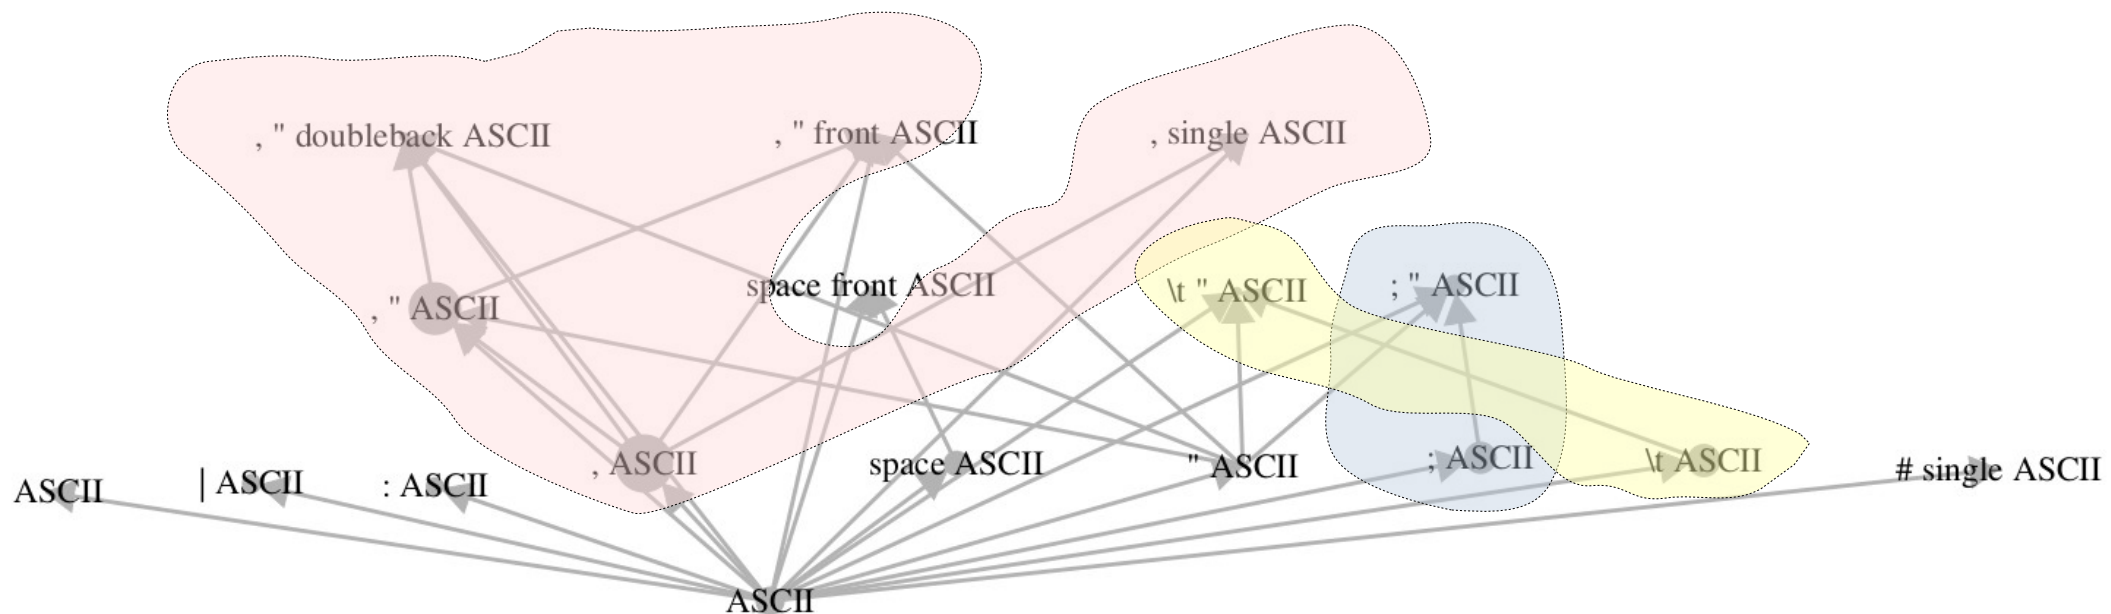 , " doubleback ASCII
, " front ASCII
, single ASCII
, " ASCII
space front ASCII
\t " ASCII
; " ASCII
ASCII
| ASCII
: ASCII
, ASCII
space ASCII
" ASCII
; ASCII
\t ASCII
# single ASCII
ASCII